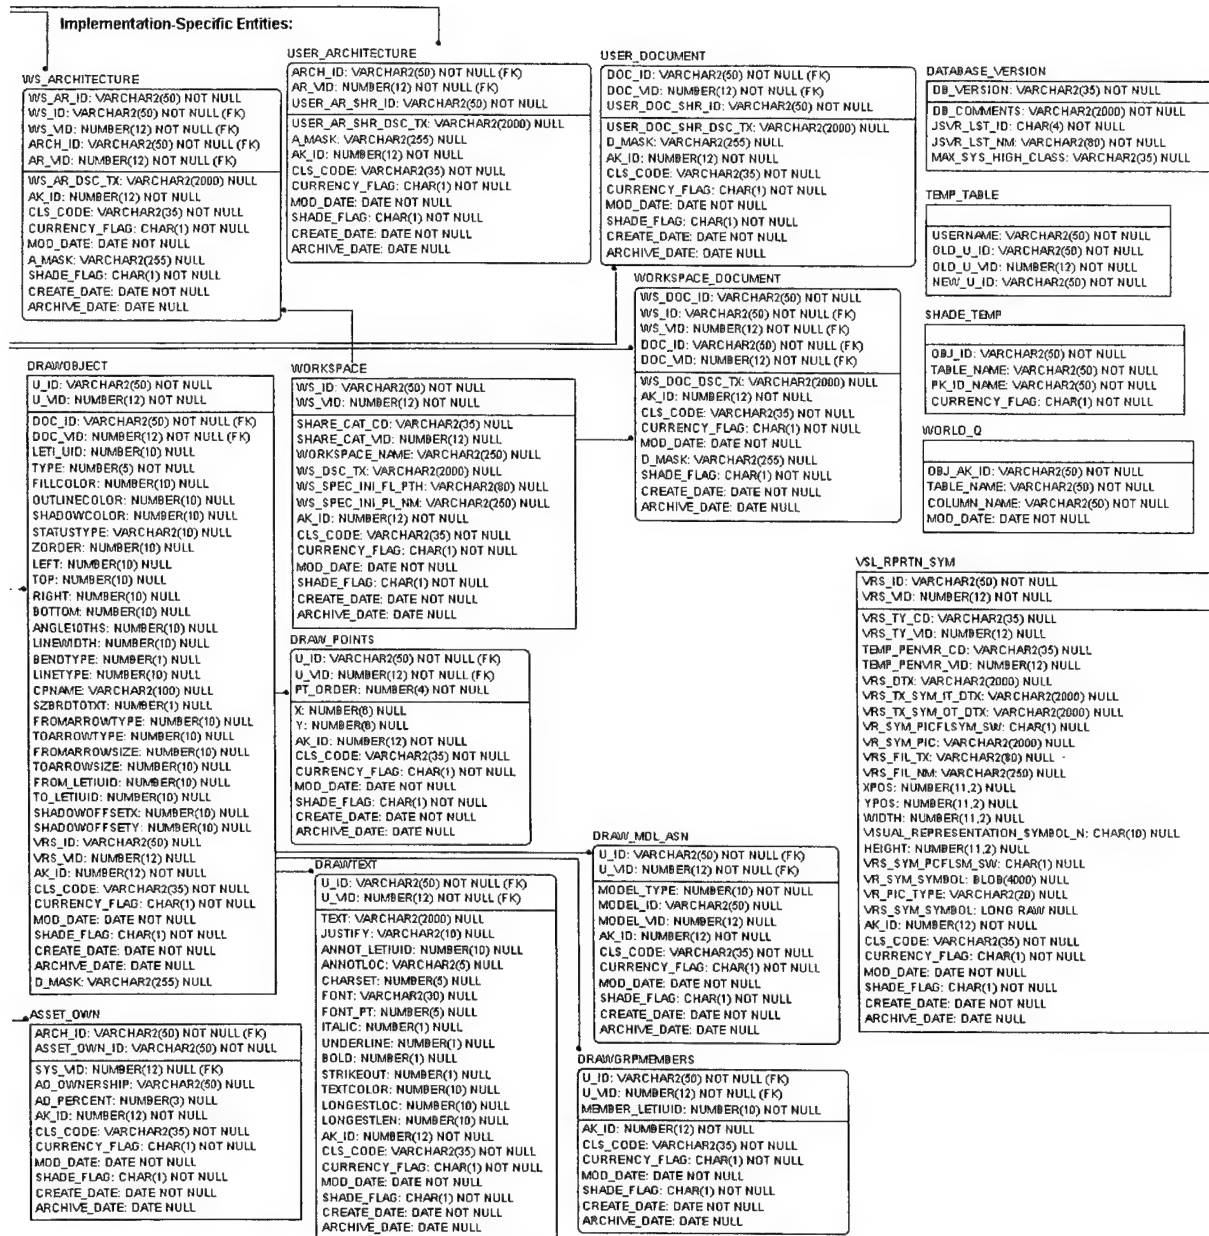 Implementation-Specific Entities:
WS_ARCHITECTURE
WS_AR_ID: VARCHAR2(50) NOT NULL
WS_ID: VARCHAR2(50) NOT NULL (FK)
WS_VID: NUMBER(12) NOT NULL (FK)
ARCH_ID: VARCHAR2(50) NOT NULL (FK)
AR_VID: NUMBER(12) NOT NULL (FK)
WS_AR_DSC_TX: VARCHAR2(2000) NULL
AK_ID: NUMBER(12) NOT NULL
CLS_CODE: VARCHAR2(35) NOT NULL
CURRENCY_FLAG: CHAR(1) NOT NULL
MOD_DATE: DATE NOT NULL
A_MASK: VARCHAR2(255) NULL
SHADE_FLAG: CHAR(1) NOT NULL
CREATE_DATE: DATE NOT NULL
ARCHIVE_DATE: DATE NULL
USER_ARCHITECTURE
ARCH_ID: VARCHAR2(50) NOT NULL (FK)
AR_VID: NUMBER(12) NOT NULL (FK)
USER_AR_SHR_ID: VARCHAR2(50) NOT NULL
USER_AR_SHR_DSC_TX: VARCHAR2(2000) NULL
A_MASK: VARCHAR2(255) NULL
AK_ID: NUMBER(12) NOT NULL
CLS_CODE: VARCHAR2(35) NOT NULL
CURRENCY_FLAG: CHAR(1) NOT NULL
MOD_DATE: DATE NOT NULL
SHADE_FLAG: CHAR(1) NOT NULL
CREATE_DATE: DATE NOT NULL
ARCHIVE_DATE: DATE NULL
USER_DOCUMENT
DOC_ID: VARCHAR2(50) NOT NULL (FK)
DOC_VID: NUMBER(12) NOT NULL (FK)
USER_DOC_SHR_ID: VARCHAR2(50) NOT NULL
USER_DOC_SHR_DSC_TX: VARCHAR2(2000) NULL
D_MASK: VARCHAR2(255) NULL
AK_ID: NUMBER(12) NOT NULL
CLS_CODE: VARCHAR2(35) NOT NULL
CURRENCY_FLAG: CHAR(1) NOT NULL
MOD_DATE: DATE NOT NULL
SHADE_FLAG: CHAR(1) NOT NULL
CREATE_DATE: DATE NOT NULL
ARCHIVE_DATE: DATE NULL
DATABASE_VERSION
DB_VERSION: VARCHAR2(35) NOT NULL
DB_COMMENTS: VARCHAR2(2000) NOT NULL
JSVR_LST_ID: CHAR(4) NOT NULL
JSVR_LST_NM: VARCHAR2(80) NOT NULL
MAX_SYS_HIGH_CLASS: VARCHAR2(35) NULL
TEMP_TABLE
USERNAME: VARCHAR2(50) NOT NULL
OLD_U_ID: VARCHAR2(50) NOT NULL
OLD_U_VID: NUMBER(12) NOT NULL
NEW_U_ID: VARCHAR2(50) NOT NULL
SHADE_TEMP
OBJ_ID: VARCHAR2(50) NOT NULL
TABLE_NAME: VARCHAR2(50) NOT NULL
PK_ID_NAME: VARCHAR2(50) NOT NULL
CURRENCY_FLAG: CHAR(1) NOT NULL
WORLD_Q
OBJ_AK_ID: VARCHAR2(50) NOT NULL
TABLE_NAME: VARCHAR2(50) NOT NULL
COLUMN_NAME: VARCHAR2(50) NOT NULL
MOD_DATE: DATE NOT NULL
WORKSPACE_DOCUMENT
WS_DOC_ID: VARCHAR2(50) NOT NULL
WS_ID: VARCHAR2(50) NOT NULL (FK)
WS_VID: NUMBER(12) NOT NULL (FK)
DOC_ID: VARCHAR2(50) NOT NULL (FK)
DOC_VID: NUMBER(12) NOT NULL (FK)
WS_DOC_DSC_TX: VARCHAR2(2000) NULL
AK_ID: NUMBER(12) NOT NULL
CLS_CODE: VARCHAR2(35) NOT NULL
CURRENCY_FLAG: CHAR(1) NOT NULL
MOD_DATE: DATE NOT NULL
D_MASK: VARCHAR2(255) NULL
SHADE_FLAG: CHAR(1) NOT NULL
CREATE_DATE: DATE NOT NULL
ARCHIVE_DATE: DATE NULL
DRAWOBJECT
U_ID: VARCHAR2(50) NOT NULL
U_VID: NUMBER(12) NOT NULL
DOC_ID: VARCHAR2(50) NOT NULL (FK)
DOC_VID: NUMBER(12) NOT NULL (FK)
LETI_UID: NUMBER(10) NULL
TYPE: NUMBER(5) NOT NULL
FILLCOLOR: NUMBER(10) NULL
OUTLINECOLOR: NUMBER(10) NULL
SHADOWCOLOR: NUMBER(10) NULL
STATUSTYPE: VARCHAR2(10) NULL
ZORDER: NUMBER(10) NULL
LEFT: NUMBER(10) NULL
TOP: NUMBER(10) NULL
RIGHT: NUMBER(10) NULL
BOTTOM: NUMBER(10) NULL
ANGLE10THS: NUMBER(10) NULL
LINEWIDTH: NUMBER(10) NULL
BENDTYPE: NUMBER(1) NULL
LINETYPE: NUMBER(10) NULL
CPNAME: VARCHAR2(100) NULL
SZBRDTOTXT: NUMBER(1) NULL
FROMARROWTYPE: NUMBER(10) NULL
TOARROWTYPE: NUMBER(10) NULL
FROMARROWSIZE: NUMBER(10) NULL
TOARROWSIZE: NUMBER(10) NULL
FROM_LETIUID: NUMBER(10) NULL
TO_LETIUID: NUMBER(10) NULL
SHADOWOFFSETX: NUMBER(10) NULL
SHADOWOFFSETY: NUMBER(10) NULL
VRS_ID: VARCHAR2(50) NULL
VRS_VID: NUMBER(12) NULL
AK_ID: NUMBER(12) NOT NULL
CLS_CODE: VARCHAR2(35) NOT NULL
CURRENCY_FLAG: CHAR(1) NOT NULL
MOD_DATE: DATE NOT NULL
SHADE_FLAG: CHAR(1) NOT NULL
CREATE_DATE: DATE NOT NULL
ARCHIVE_DATE: DATE NULL
D_MASK: VARCHAR2(255) NULL
WORKSPACE
WS_ID: VARCHAR2(50) NOT NULL
WS_VID: NUMBER(12) NOT NULL
SHARE_CAT_CD: VARCHAR2(35) NULL
SHARE_CAT_VID: NUMBER(12) NULL
WORKSPACE_NAME: VARCHAR2(250) NULL
WS_DSC_TX: VARCHAR2(2000) NULL
WS_SPEC_INI_FL_PTH: VARCHAR2(80) NULL
WS_SPEC_INI_FL_NM: VARCHAR2(250) NULL
AK_ID: NUMBER(12) NOT NULL
CLS_CODE: VARCHAR2(35) NOT NULL
CURRENCY_FLAG: CHAR(1) NOT NULL
MOD_DATE: DATE NOT NULL
SHADE_FLAG: CHAR(1) NOT NULL
CREATE_DATE: DATE NOT NULL
ARCHIVE_DATE: DATE NULL
DRAW_POINTS
U_ID: VARCHAR2(50) NOT NULL (FK)
U_VID: NUMBER(12) NOT NULL (FK)
PT_ORDER: NUMBER(4) NOT NULL
X: NUMBER(6) NULL
Y: NUMBER(6) NULL
AK_ID: NUMBER(12) NOT NULL
CLS_CODE: VARCHAR2(35) NOT NULL
CURRENCY_FLAG: CHAR(1) NOT NULL
MOD_DATE: DATE NOT NULL
SHADE_FLAG: CHAR(1) NOT NULL
CREATE_DATE: DATE NOT NULL
ARCHIVE_DATE: DATE NULL
VSL_RPRTN_SYM
VRS_ID: VARCHAR2(50) NOT NULL
VRS_VID: NUMBER(12) NOT NULL
VRS_TY_CD: VARCHAR2(35) NULL
VRS_TY_VID: NUMBER(12) NULL
TEMP_PENVIR_CD: VARCHAR2(35) NULL
TEMP_PENVIR_VID: NUMBER(12) NULL
VRS_DTX: VARCHAR2(2000) NULL
VRS_TX_SYM_IT_DTX: VARCHAR2(2000) NULL
VRS_TX_SYM_OT_DTX: VARCHAR2(2000) NULL
VR_SYM_PICFLSYM_SW: CHAR(1) NULL
VR_SYM_PIC: VARCHAR2(2000) NULL
VRS_FIL_TX: VARCHAR2(80) NULL
VRS_FIL_NM: VARCHAR2(250) NULL
XPOS: NUMBER(11,2) NULL
YPOS: NUMBER(11,2) NULL
WIDTH: NUMBER(11,2) NULL
VISUAL_REPRESENTATION_SYMBOL_N: CHAR(10) NULL
HEIGHT: NUMBER(11,2) NULL
VRS_SYM_PCFLSM_SW: CHAR(1) NULL
VR_SYM_SYMBOL: BLOB(4000) NULL
VR_PIC_TYPE: VARCHAR2(20) NULL
VRS_SYM_SYMBOL: LONG RAW NULL
AK_ID: NUMBER(12) NOT NULL
CLS_CODE: VARCHAR2(35) NOT NULL
CURRENCY_FLAG: CHAR(1) NOT NULL
MOD_DATE: DATE NOT NULL
SHADE_FLAG: CHAR(1) NOT NULL
CREATE_DATE: DATE NOT NULL
ARCHIVE_DATE: DATE NULL
DRAW_MDL_ASN
U_ID: VARCHAR2(50) NOT NULL (FK)
U_VID: NUMBER(12) NOT NULL (FK)
MODEL_TYPE: NUMBER(10) NOT NULL
MODEL_ID: VARCHAR2(50) NULL
MODEL_VID: NUMBER(12) NULL
AK_ID: NUMBER(12) NOT NULL
CLS_CODE: VARCHAR2(35) NOT NULL
CURRENCY_FLAG: CHAR(1) NOT NULL
MOD_DATE: DATE NOT NULL
SHADE_FLAG: CHAR(1) NOT NULL
CREATE_DATE: DATE NOT NULL
ARCHIVE_DATE: DATE NULL
DRAWTEXT
U_ID: VARCHAR2(50) NOT NULL (FK)
U_VID: NUMBER(12) NOT NULL (FK)
TEXT: VARCHAR2(2000) NULL
JUSTIFY: VARCHAR2(10) NULL
ANNOT_LETIUID: NUMBER(10) NULL
ANNOTLOC: VARCHAR2(5) NULL
CHARSET: NUMBER(5) NULL
FONT: VARCHAR2(30) NULL
FONT_PT: NUMBER(5) NULL
ITALIC: NUMBER(1) NULL
UNDERLINE: NUMBER(1) NULL
BOLD: NUMBER(1) NULL
STRIKEOUT: NUMBER(1) NULL
TEXTCOLOR: NUMBER(10) NULL
LONGESTLOC: NUMBER(10) NULL
LONGESTLEN: NUMBER(10) NULL
AK_ID: NUMBER(12) NOT NULL
CLS_CODE: VARCHAR2(35) NOT NULL
CURRENCY_FLAG: CHAR(1) NOT NULL
MOD_DATE: DATE NOT NULL
SHADE_FLAG: CHAR(1) NOT NULL
CREATE_DATE: DATE NOT NULL
ARCHIVE_DATE: DATE NULL
ASSET_OWN
ARCH_ID: VARCHAR2(50) NOT NULL (FK)
ASSET_OWN_ID: VARCHAR2(50) NOT NULL
SYS_VID: NUMBER(12) NULL (FK)
AO_OWNERSHIP: VARCHAR2(50) NULL
AO_PERCENT: NUMBER(3) NULL
AK_ID: NUMBER(12) NOT NULL
CLS_CODE: VARCHAR2(35) NOT NULL
CURRENCY_FLAG: CHAR(1) NOT NULL
MOD_DATE: DATE NOT NULL
SHADE_FLAG: CHAR(1) NOT NULL
CREATE_DATE: DATE NOT NULL
ARCHIVE_DATE: DATE NULL
DRAWGRPMEMBERS
U_ID: VARCHAR2(50) NOT NULL (FK)
U_VID: NUMBER(12) NOT NULL (FK)
MEMBER_LETIUID: NUMBER(10) NOT NULL
AK_ID: NUMBER(12) NOT NULL
CLS_CODE: VARCHAR2(35) NOT NULL
CURRENCY_FLAG: CHAR(1) NOT NULL
MOD_DATE: DATE NOT NULL
SHADE_FLAG: CHAR(1) NOT NULL
CREATE_DATE: DATE NOT NULL
ARCHIVE_DATE: DATE NULL